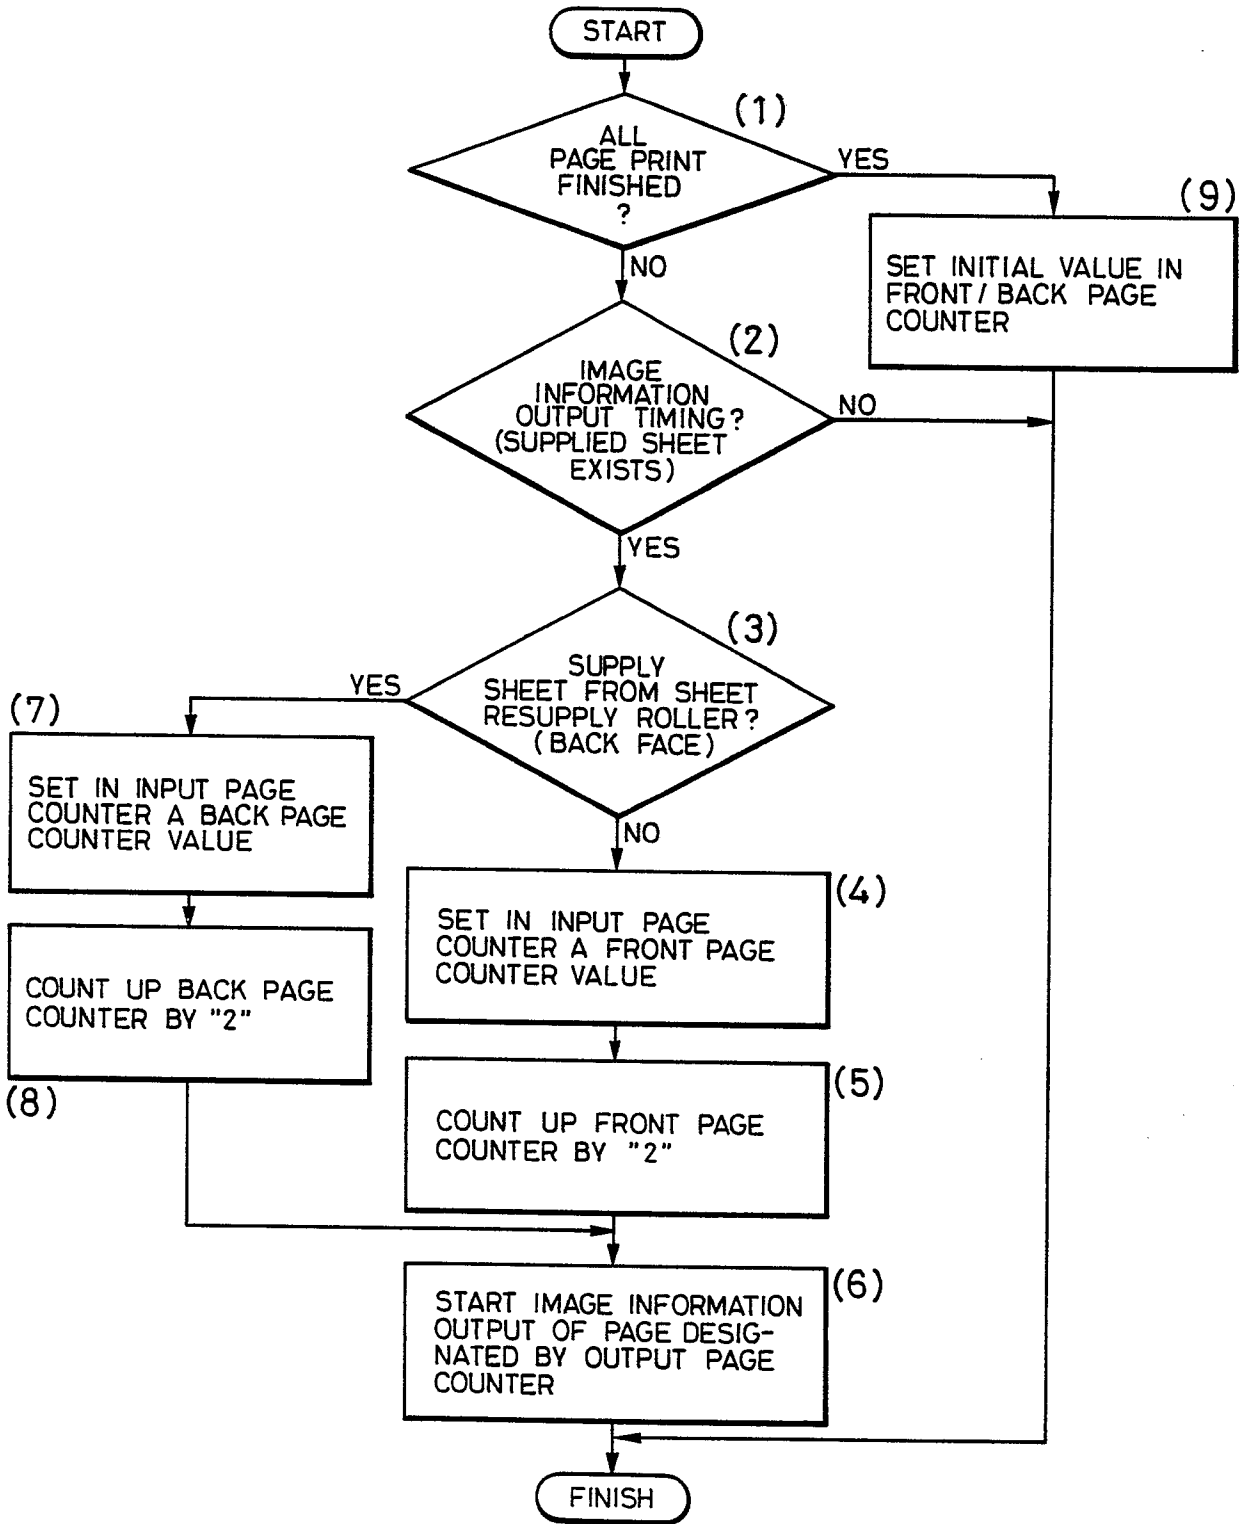 START
(1)
ALL
PAGE PRINT
FINISHED
?
YES
NO
(9)
SET INITIAL VALUE IN
FRONT/BACK PAGE
COUNTER
(2)
IMAGE
INFORMATION
OUTPUT TIMING?
(SUPPLIED SHEET
EXISTS)
NO
YES
(3)
SUPPLY
SHEET FROM SHEET
RESUPPLY ROLLER?
(BACK FACE)
YES
NO
(7)
SET IN INPUT PAGE
COUNTER A BACK PAGE
COUNTER VALUE
(4)
SET IN INPUT PAGE
COUNTER A FRONT PAGE
COUNTER VALUE
COUNT UP BACK PAGE
COUNTER BY "2"
(8)
(5)
COUNT UP FRONT PAGE
COUNTER BY "2"
(6)
START IMAGE INFORMATION
OUTPUT OF PAGE DESIG-
NATED BY OUTPUT PAGE
COUNTER
FINISH